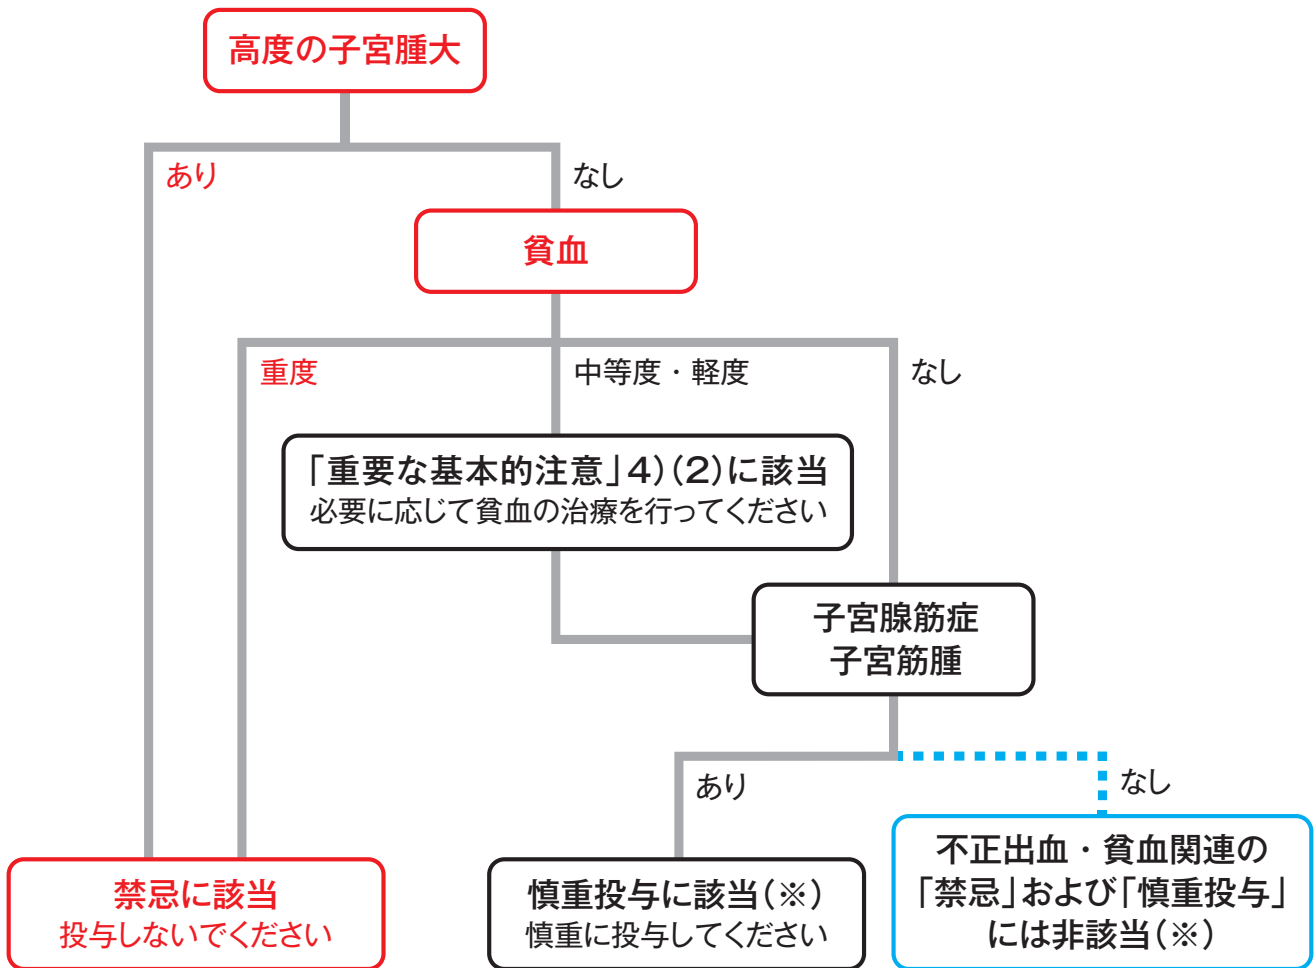 高度の子宮腫大
あり
なし
貧血
重度
中等度・軽度
なし
「重要な基本的注意」4)(2)に該当
必要に応じて貧血の治療を行ってください
子宮腺筋症
子宮筋腫
あり
なし
禁忌に該当
投与しないでください
慎重投与に該当(※)
慎重に投与してください
不正出血・貧血関連の
「禁忌」および「慎重投与」
には非該当(※)